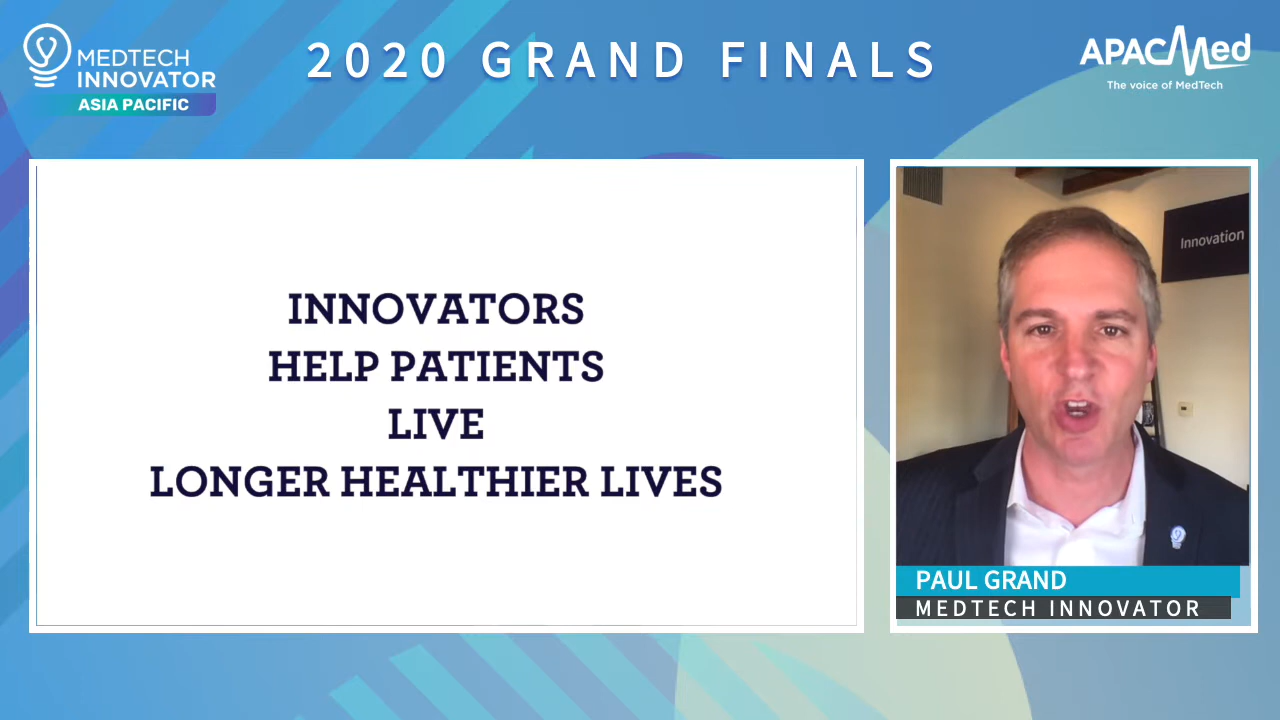 MEDTECH
INNOVATOR
ASIA PACIFIC
2020 GRAND FINALS
APACMed
The voice of MedTech
INNOVATORS
HELP PATIENTS
LIVE
LONGER HEALTHIER LIVES
Innovation
PAUL GRAND
MEDTECH INNOVATOR